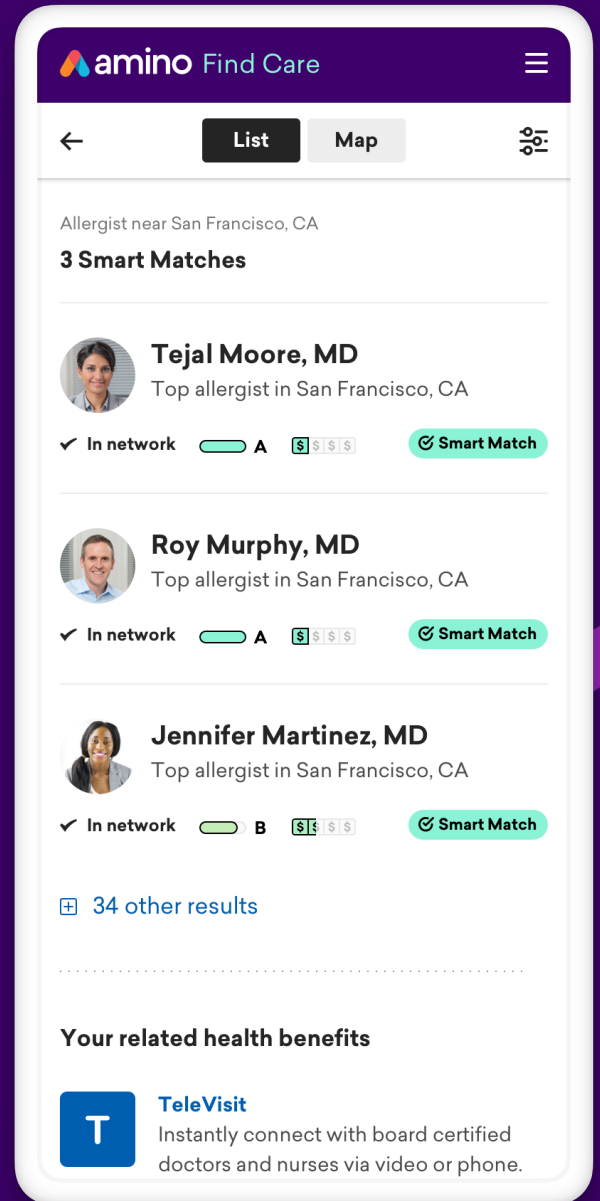 amino Find Care
List Map
Allergist near San Francisco, CA
3 Smart Matches
Tejal Moore, MD
Top allergist in San Francisco, CA
In network A $ $ $ $ Smart Match
Roy Murphy, MD
Top allergist in San Francisco, CA
In network A $ $ $ $ Smart Match
Jennifer Martinez, MD
Top allergist in San Francisco, CA
In network B $ $ $ $ Smart Match
34 other results
Your related health benefits
T
TeleVisit
Instantly connect with board certified
doctors and nurses via video or phone.